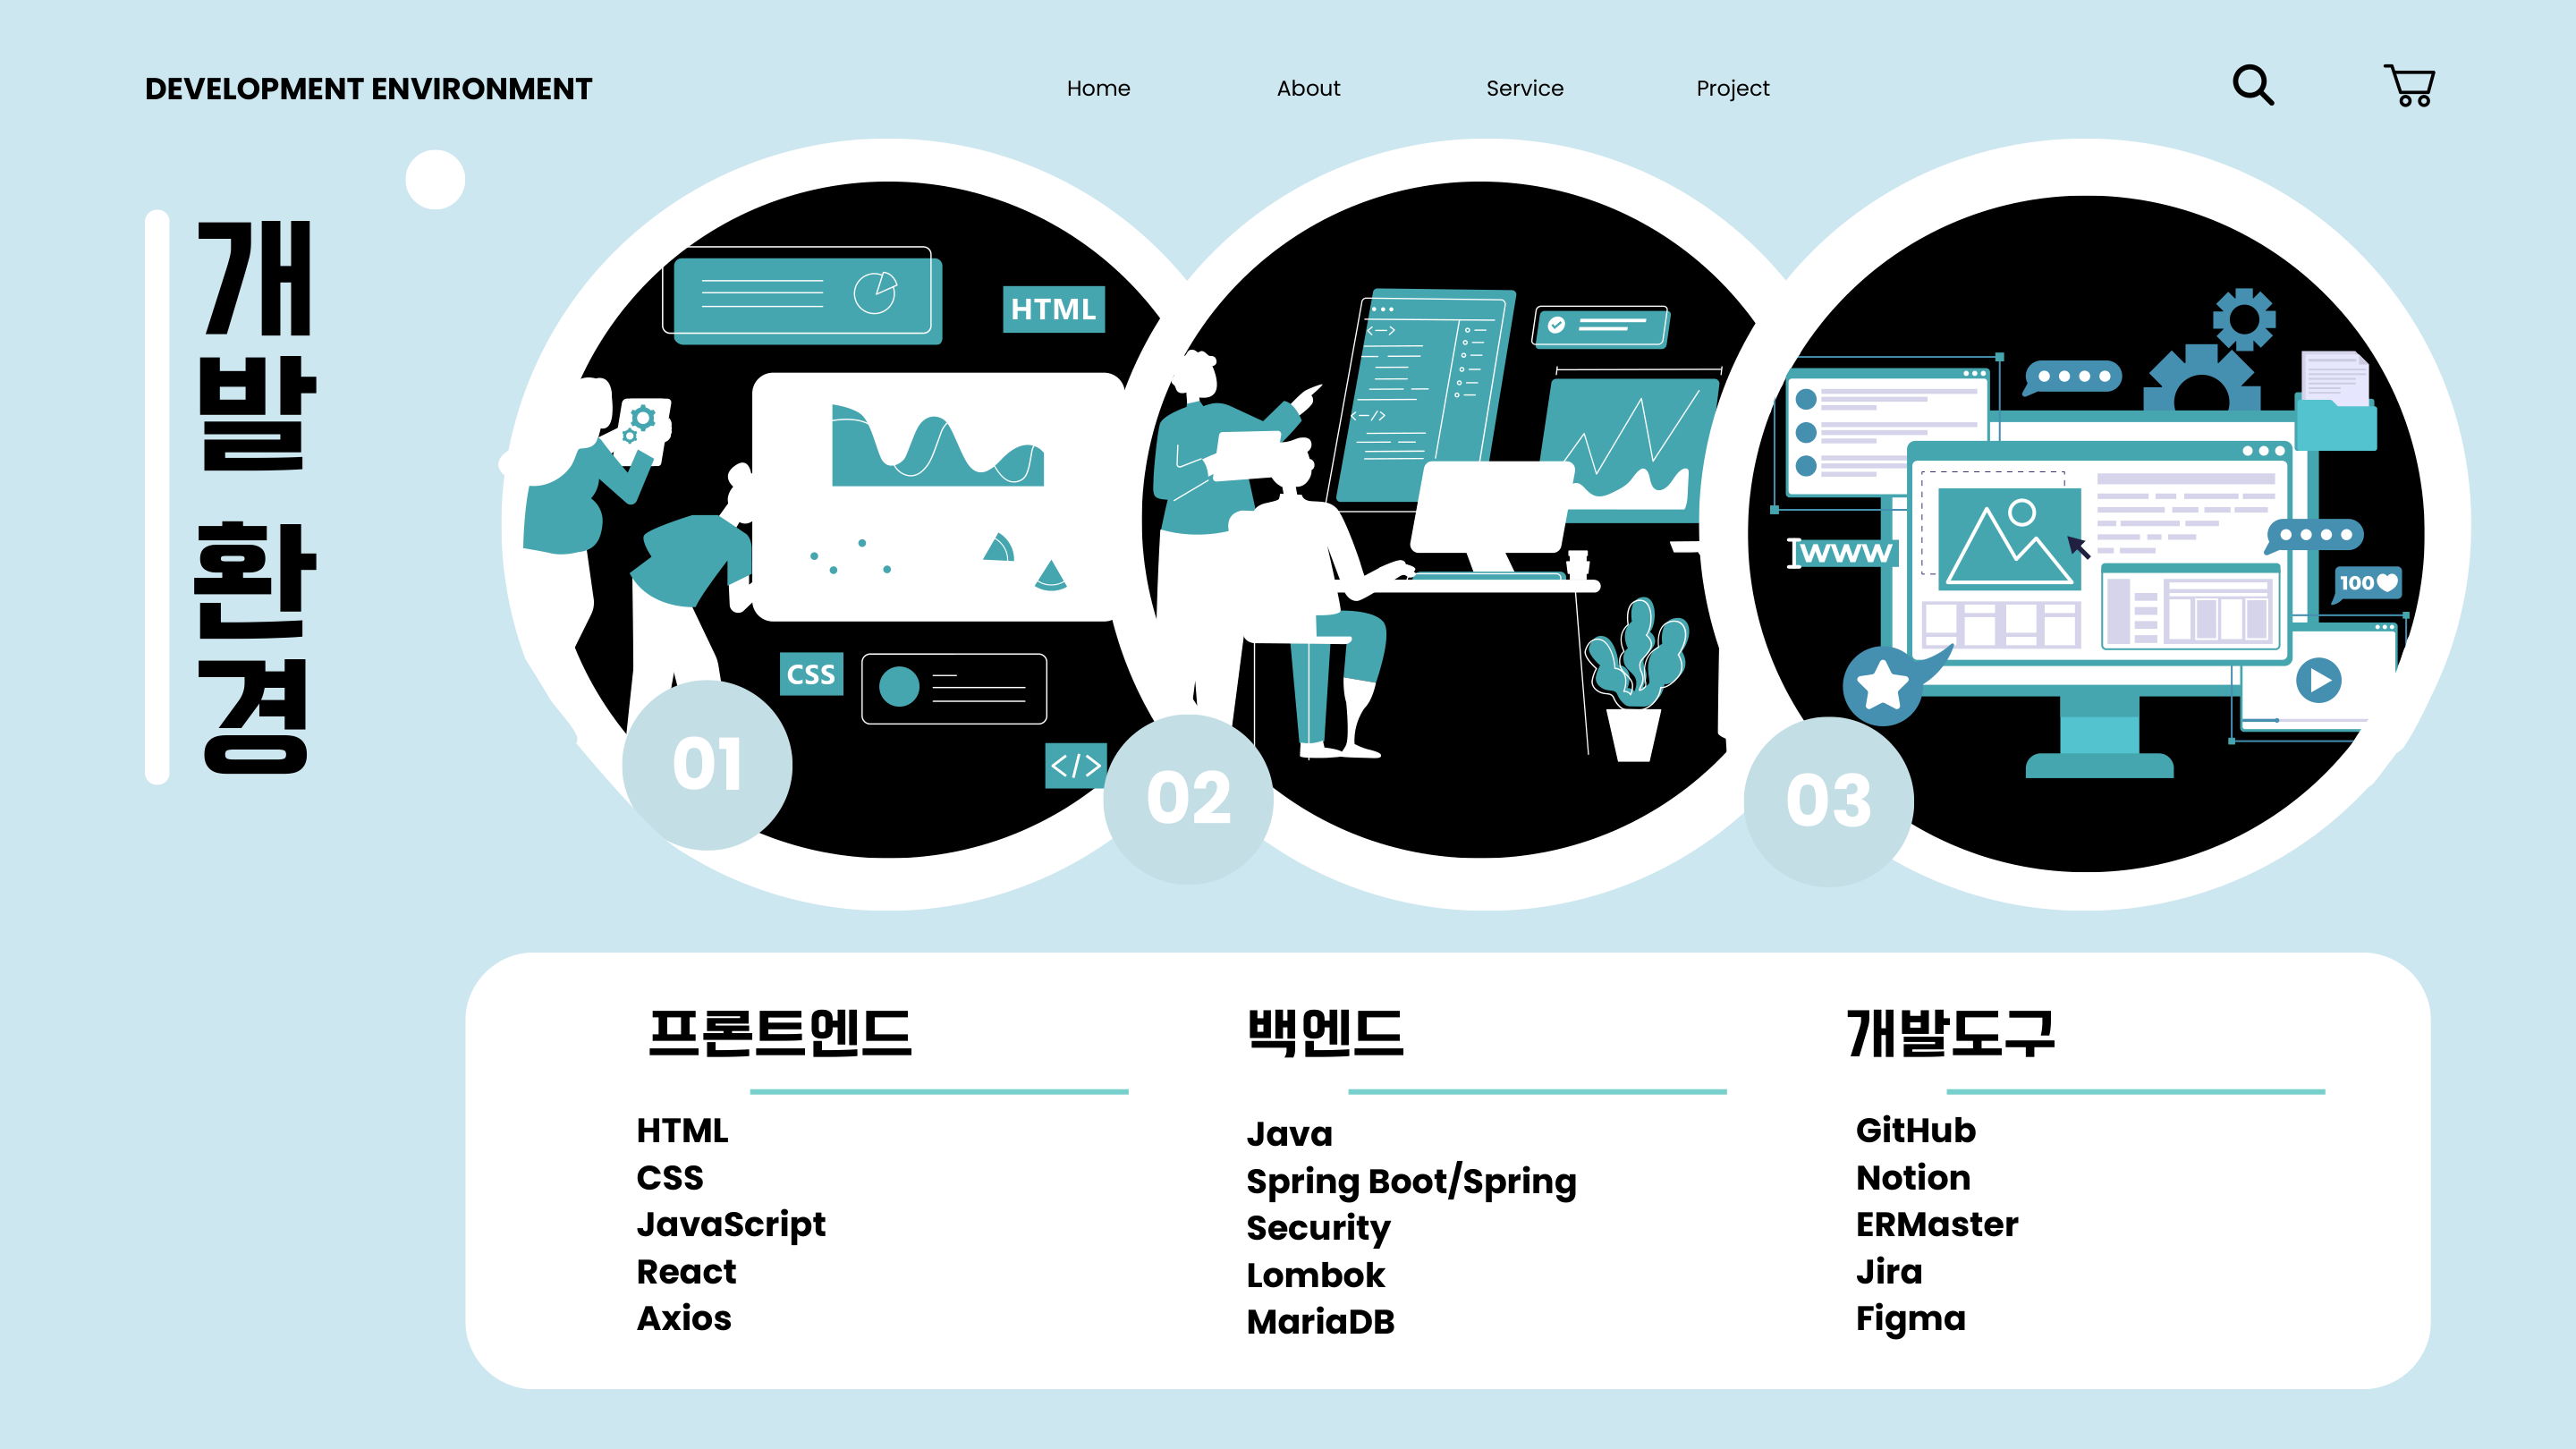 DEVELOPMENT ENVIRONMENT
Home
About
Service
Project
개
발
환
경
HTML
CSS
</>
01
<—>
<—/>
02
WWW
100
03
프론트엔드
HTML
CSS
JavaScript
React
Axios
백엔드
Java
Spring Boot/Spring
Security
Lombok
MariaDB
개발도구
GitHub
Notion
ERMaster
Jira
Figma